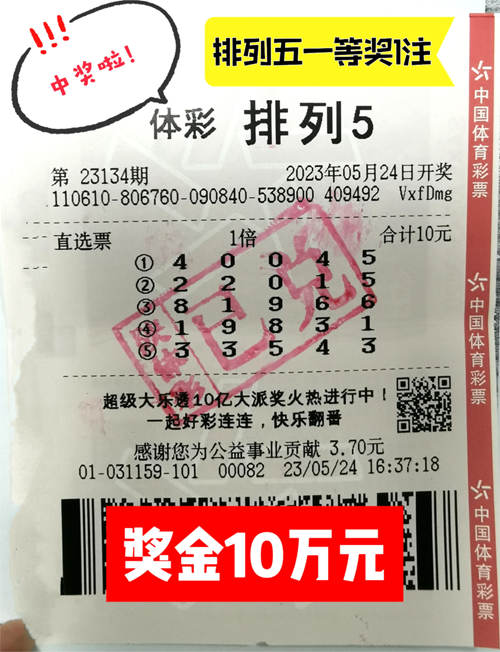 !!!
中奖啦!
排列五一等奖1注
体彩 排列5
第 23134期 2023年05月24日开奖
110610-806760-090840-538900 409492 VxfDmg
直选票 1倍 合计10元
① 4 0 0 4 5
② 2 2 0 1 5
③ 8 1 9 6 6
④ 1 9 8 3 1
⑤ 3 3 5 4 3
已兑
超级大乐透10亿大派奖火热进行中!
一起好彩连连,快乐翻番
感谢您为公益事业贡献 3.70元
01-031159-101 00082 23/05/24 16:37:18
奖金10万元
中国体育彩票
中国体育彩票